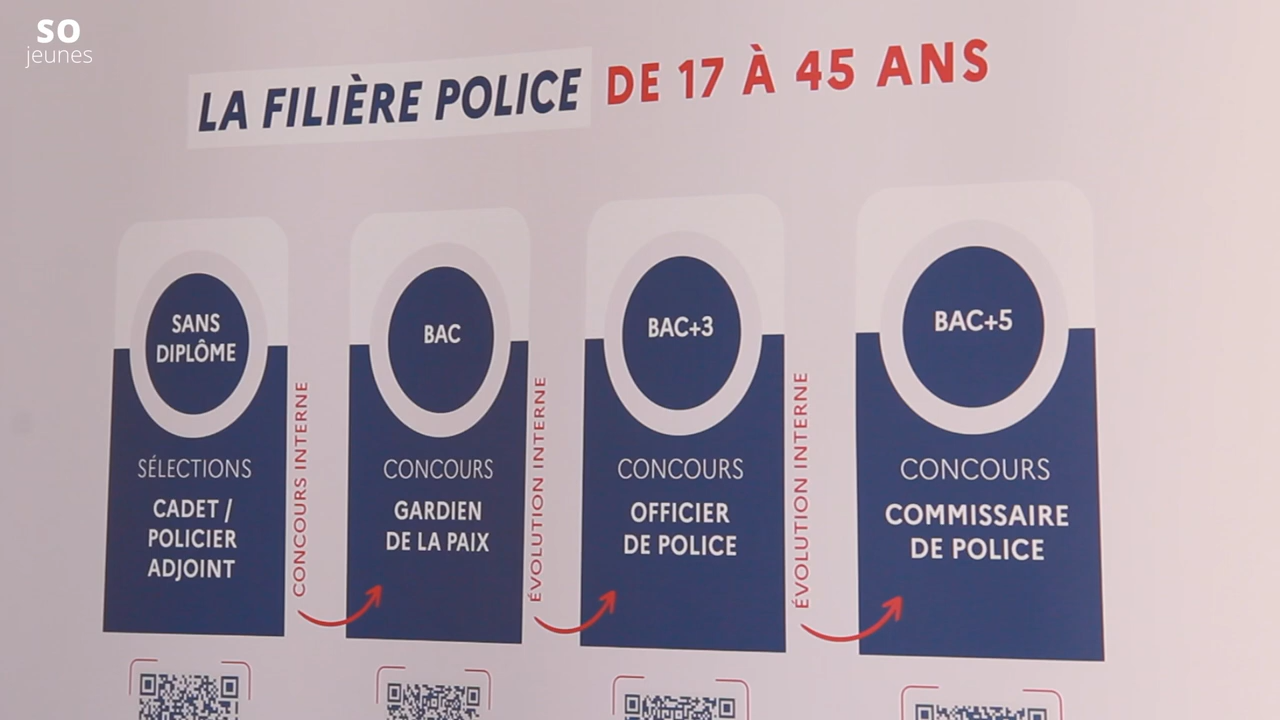 so
jeunes
LA FILIÈRE POLICE DE 17 À 45 ANS
SANS
DIPLÔME
SÉLECTIONS
CADET /
POLICIER
ADJOINT
CONCOURS INTERNE
BAC
CONCOURS
GARDIEN
DE LA PAIX
ÉVOLUTION INTERNE
BAC+3
CONCOURS
OFFICIER
DE POLICE
ÉVOLUTION INTERNE
BAC+5
CONCOURS
COMMISSAIRE
DE POLICE